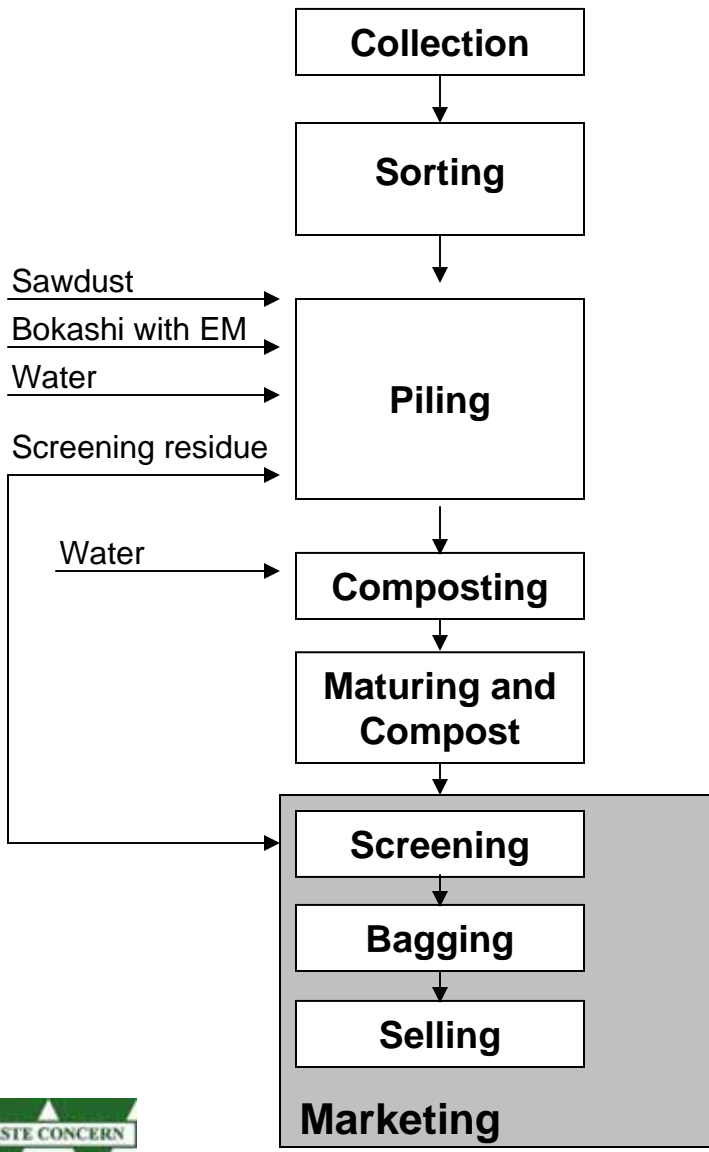 Collection
Sorting
Sawdust
Bokashi with EM
Water
Screening residue
Piling
Water
Composting
Maturing and
Compost
Screening
Bagging
Selling
Marketing
CONCERN